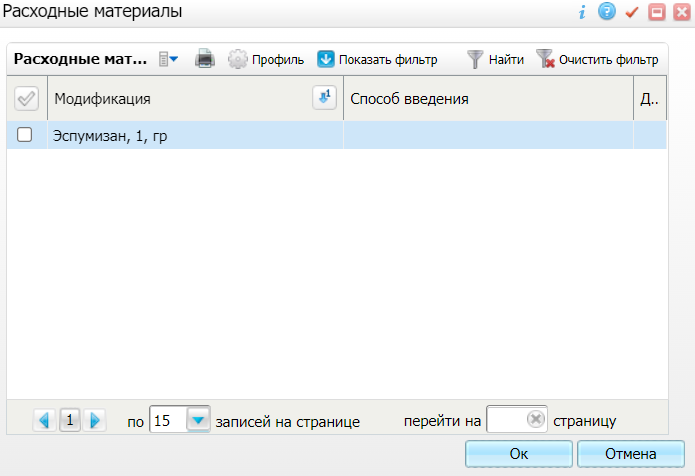 Расходные материалы
Расходные мат... Профиль Показать фильтр Найти Очистить фильтр
Модификация 1 Способ введения Д..
Эспумизан, 1, гр
1 по 15 записей на странице перейти на страницу
Ок Отмена